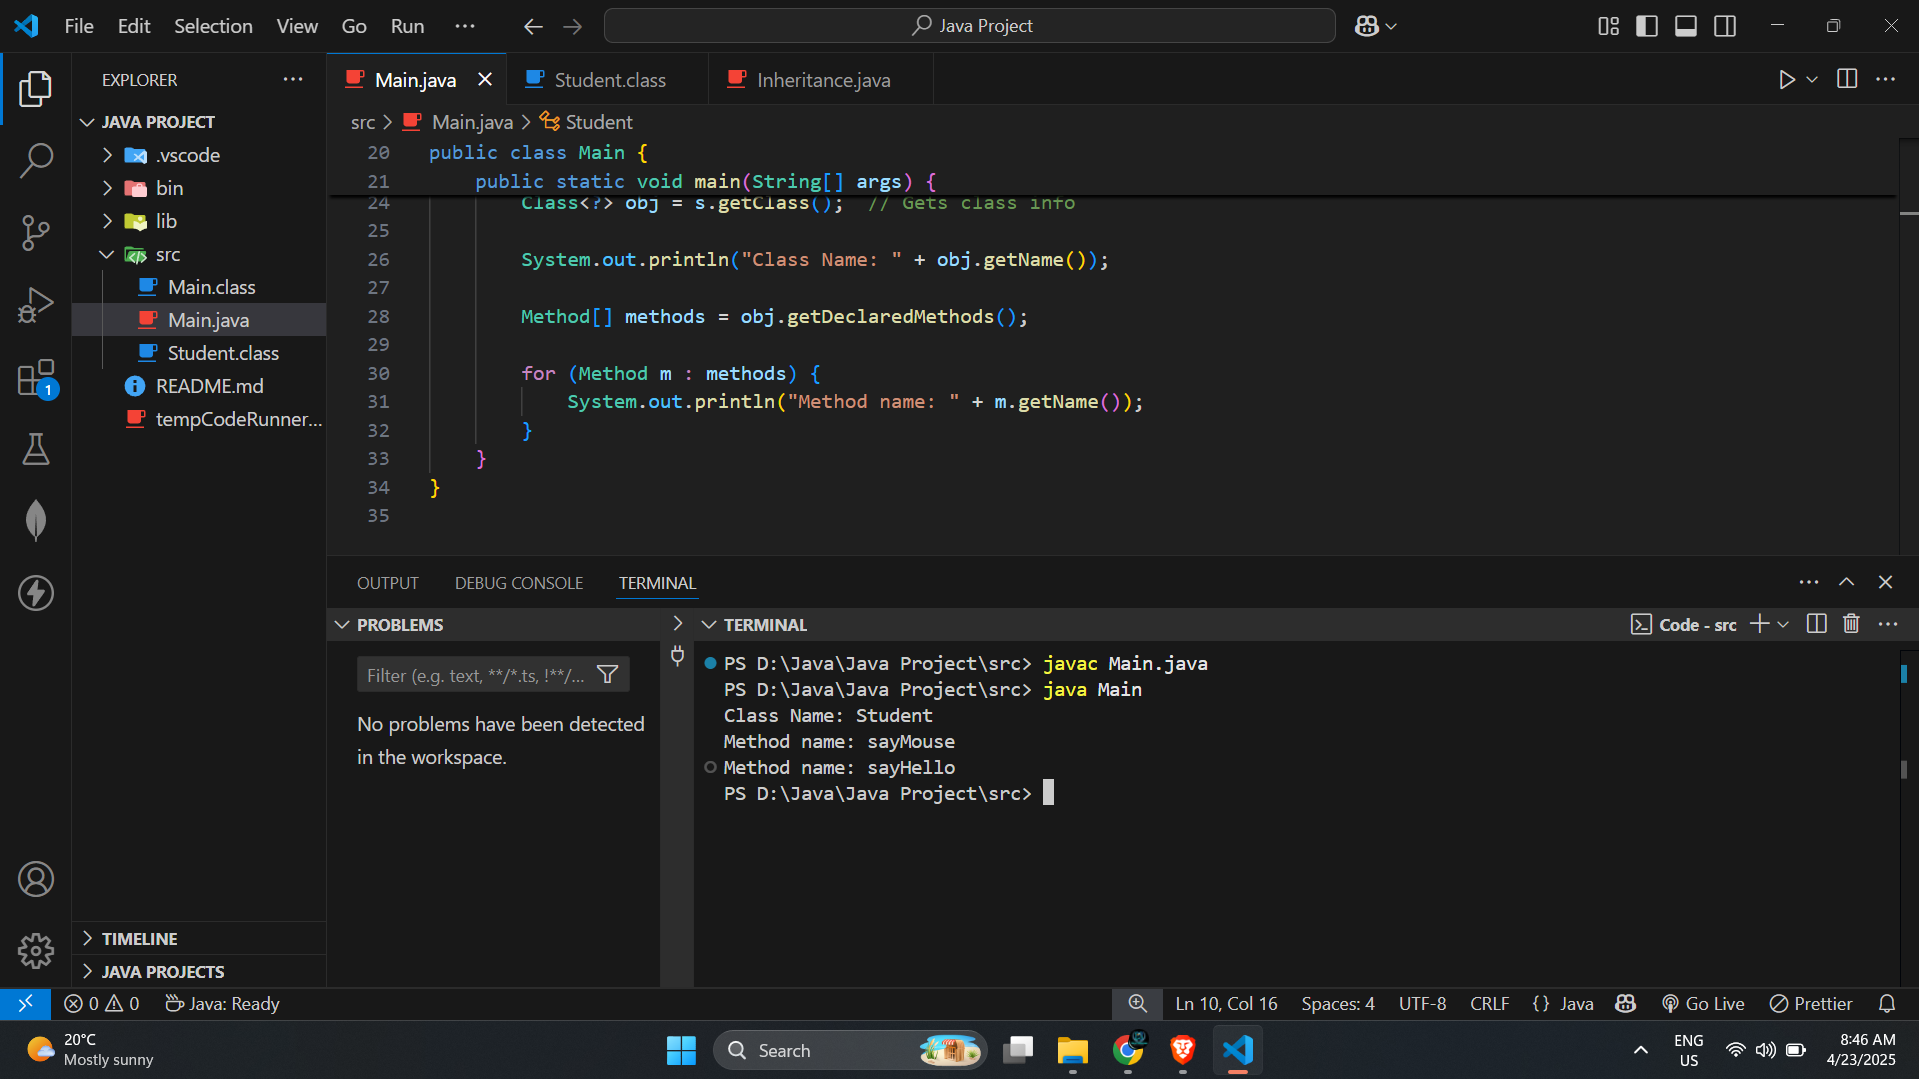 File Edit Selection View Go Run ··· Java Project
EXPLORER ···
JAVA PROJECT
.vscode
bin
lib
src
Main.class
Main.java
Student.class
README.md
tempCodeRunner...
TIMELINE
JAVA PROJECTS
1
Main.java Student.class Inheritance.java
src > Main.java > Student
20 public class Main {
21 public static void main(String[] args) {
24 Class<?> obj = s.getClass(); // Gets class info
25
26 System.out.println("Class Name: " + obj.getName());
27
28 Method[] methods = obj.getDeclaredMethods();
29
30 for (Method m : methods) {
31 System.out.println("Method name: " + m.getName());
32 }
33 }
34 }
35
OUTPUT DEBUG CONSOLE TERMINAL
PROBLEMS
Filter (e.g. text, **/*.ts, !**/...
No problems have been detected
in the workspace.
TERMINAL Code - src
PS D:\Java\Java Project\src> javac Main.java
PS D:\Java\Java Project\src> java Main
Class Name: Student
Method name: sayMouse
Method name: sayHello
PS D:\Java\Java Project\src>
0 0 Java: Ready Ln 10, Col 16 Spaces: 4 UTF-8 CRLF {} Java Go Live Prettier
20°C
Mostly sunny
Search
ENG
US
8:46 AM
4/23/2025